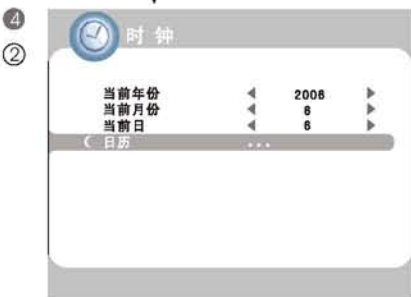 4
②
时钟
当前年份 ◀ 2006 ▶
当前月份 ◀ 6 ▶
当前日 ◀ 6 ▶
日历 ...